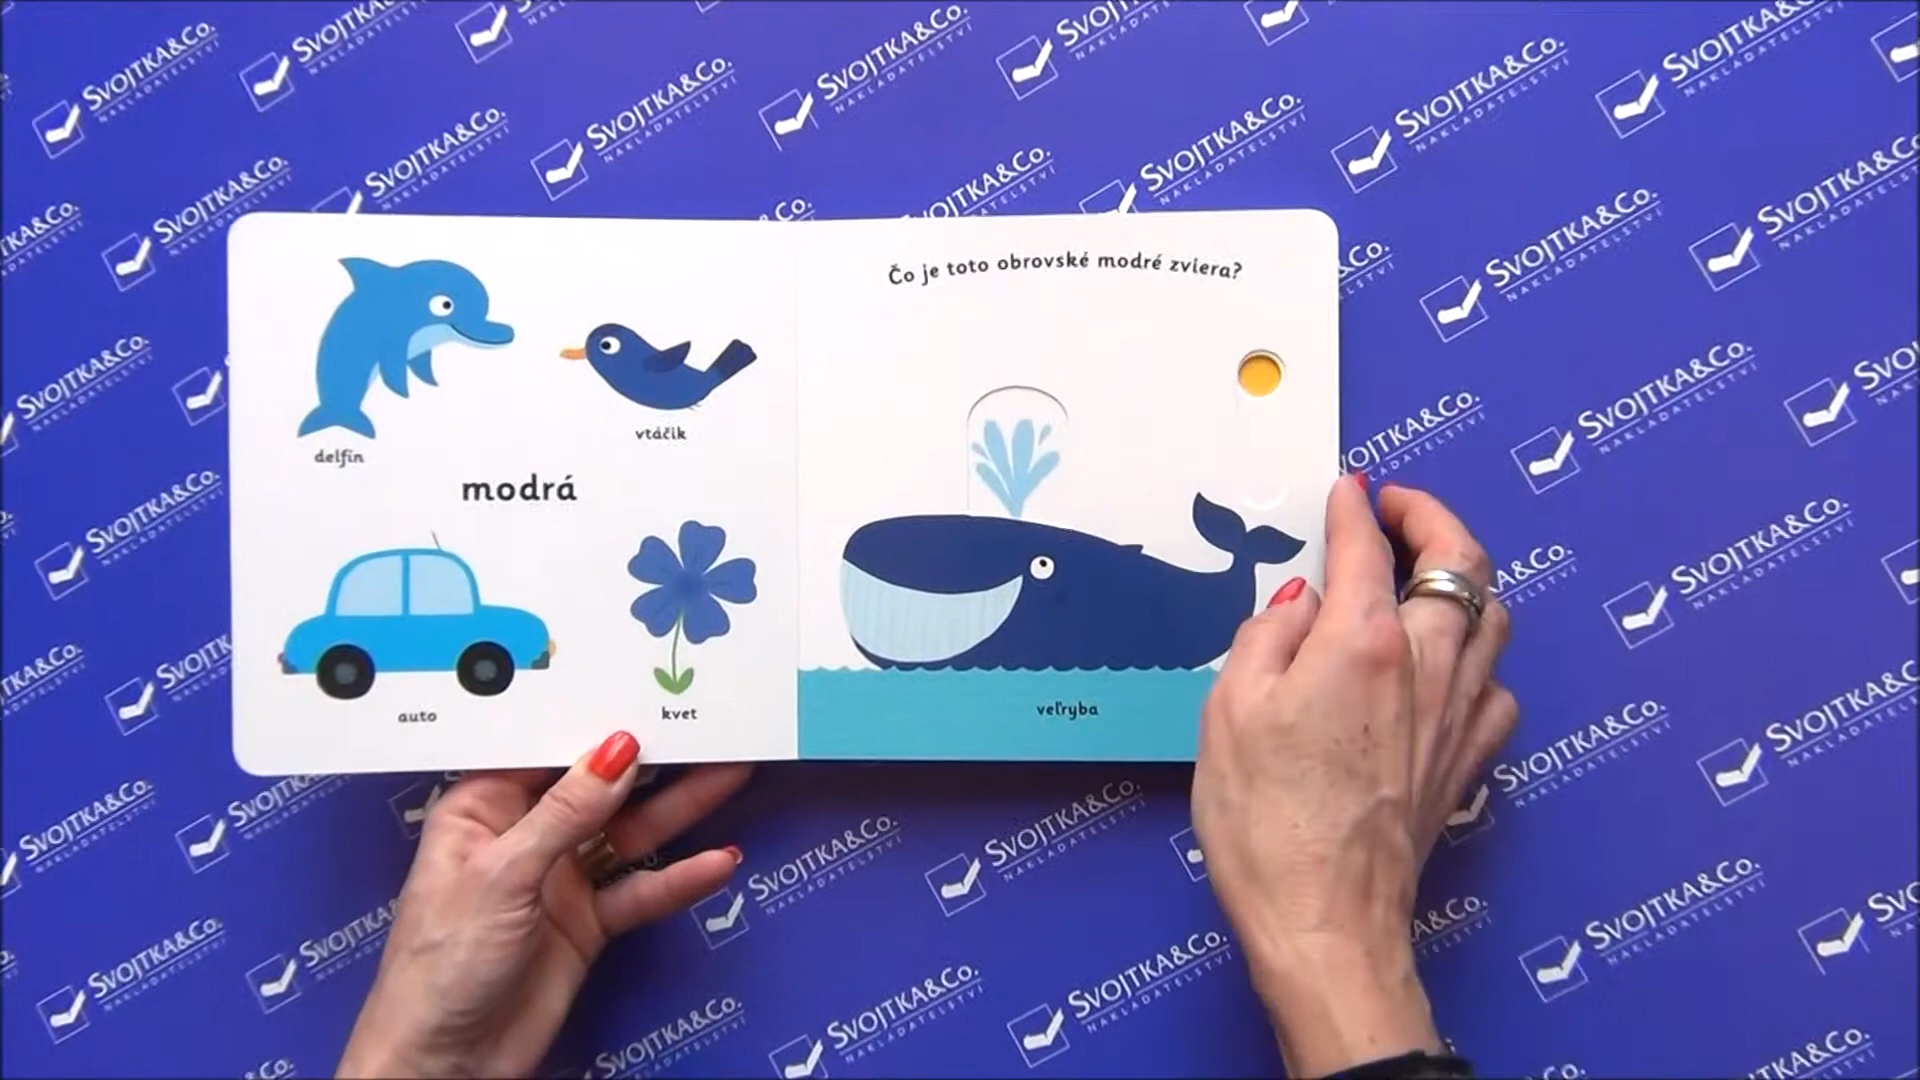 delfín
vtáčik
modrá
auto
kvet
Čo je toto obrovské modré zviera?
veľryba
SVOJTKA&Co.
NAKLADATELSTVÍ